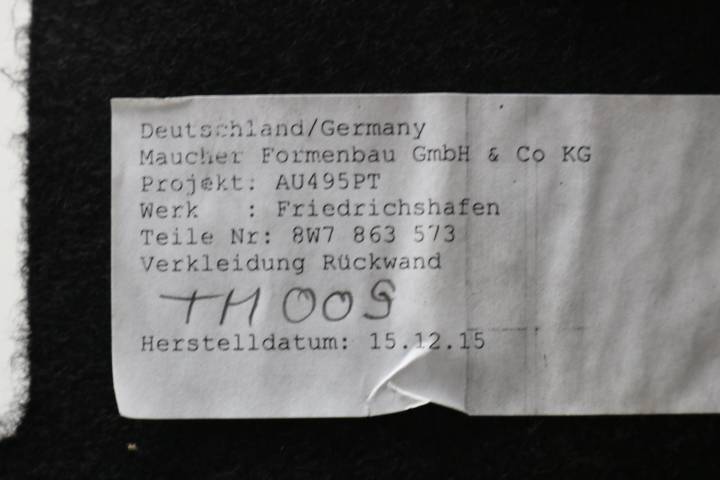 Deutschland/Germany
Maucher Formenbau GmbH & Co KG
Projekt: AU495PT
Werk   : Friedrichshafen
Teile Nr: 8W7 863 573
Verkleidung Rückwand
TM 009
Herstelldatum: 15.12.15